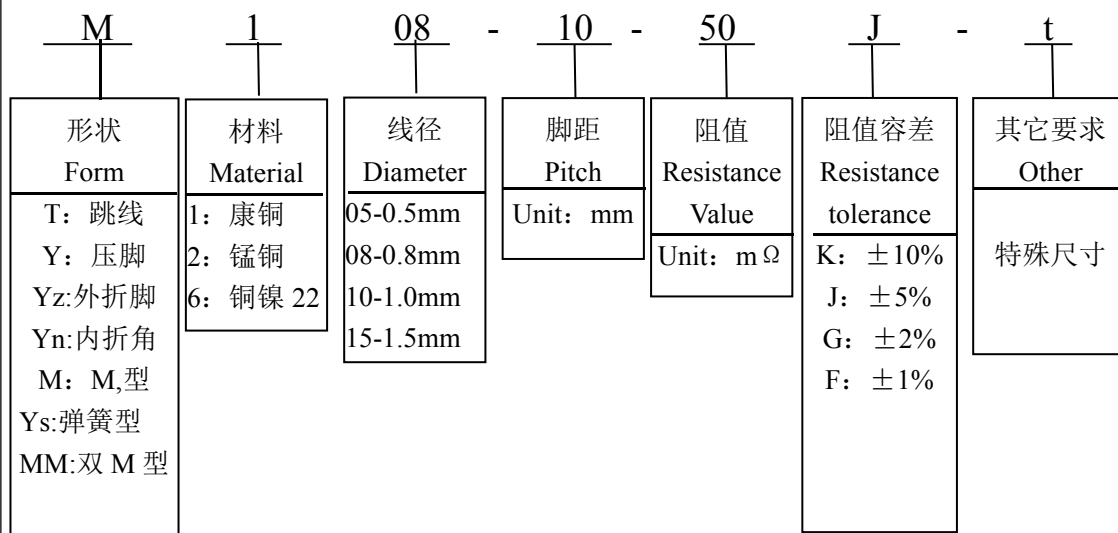 M 1 08 - 10 - 50 J - t
形状
Form
T：跳线
Y：压脚
Yz:外折脚
Yn:内折角
M：M,型
Ys:弹簧型
MM:双 M 型
材料
Material
1：康铜
2：锰铜
6：铜镍 22
线径
Diameter
05-0.5mm
08-0.8mm
10-1.0mm
15-1.5mm
脚距
Pitch
Unit：mm
阻值
Resistance
Value
Unit：mΩ
阻值容差
Resistance
tolerance
K：±10%
J：±5%
G：±2%
F：±1%
其它要求
Other
特殊尺寸